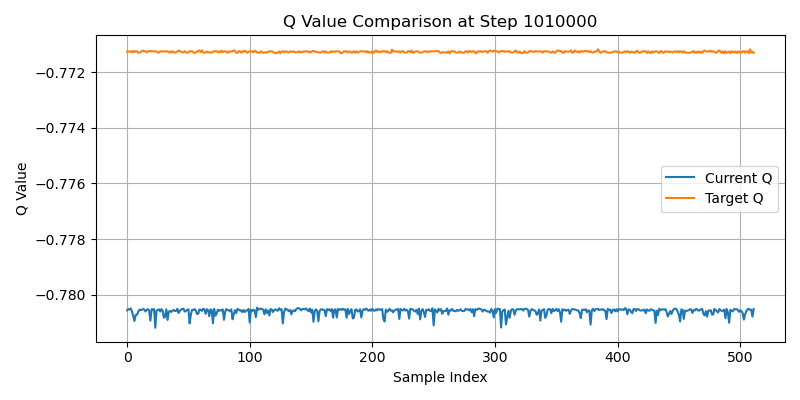 Q Value Comparison at Step 1010000
−0.772
−0.774
−0.776
−0.778
−0.780
Q Value
Current Q
Target Q
0 100 200 300 400 500
Sample Index